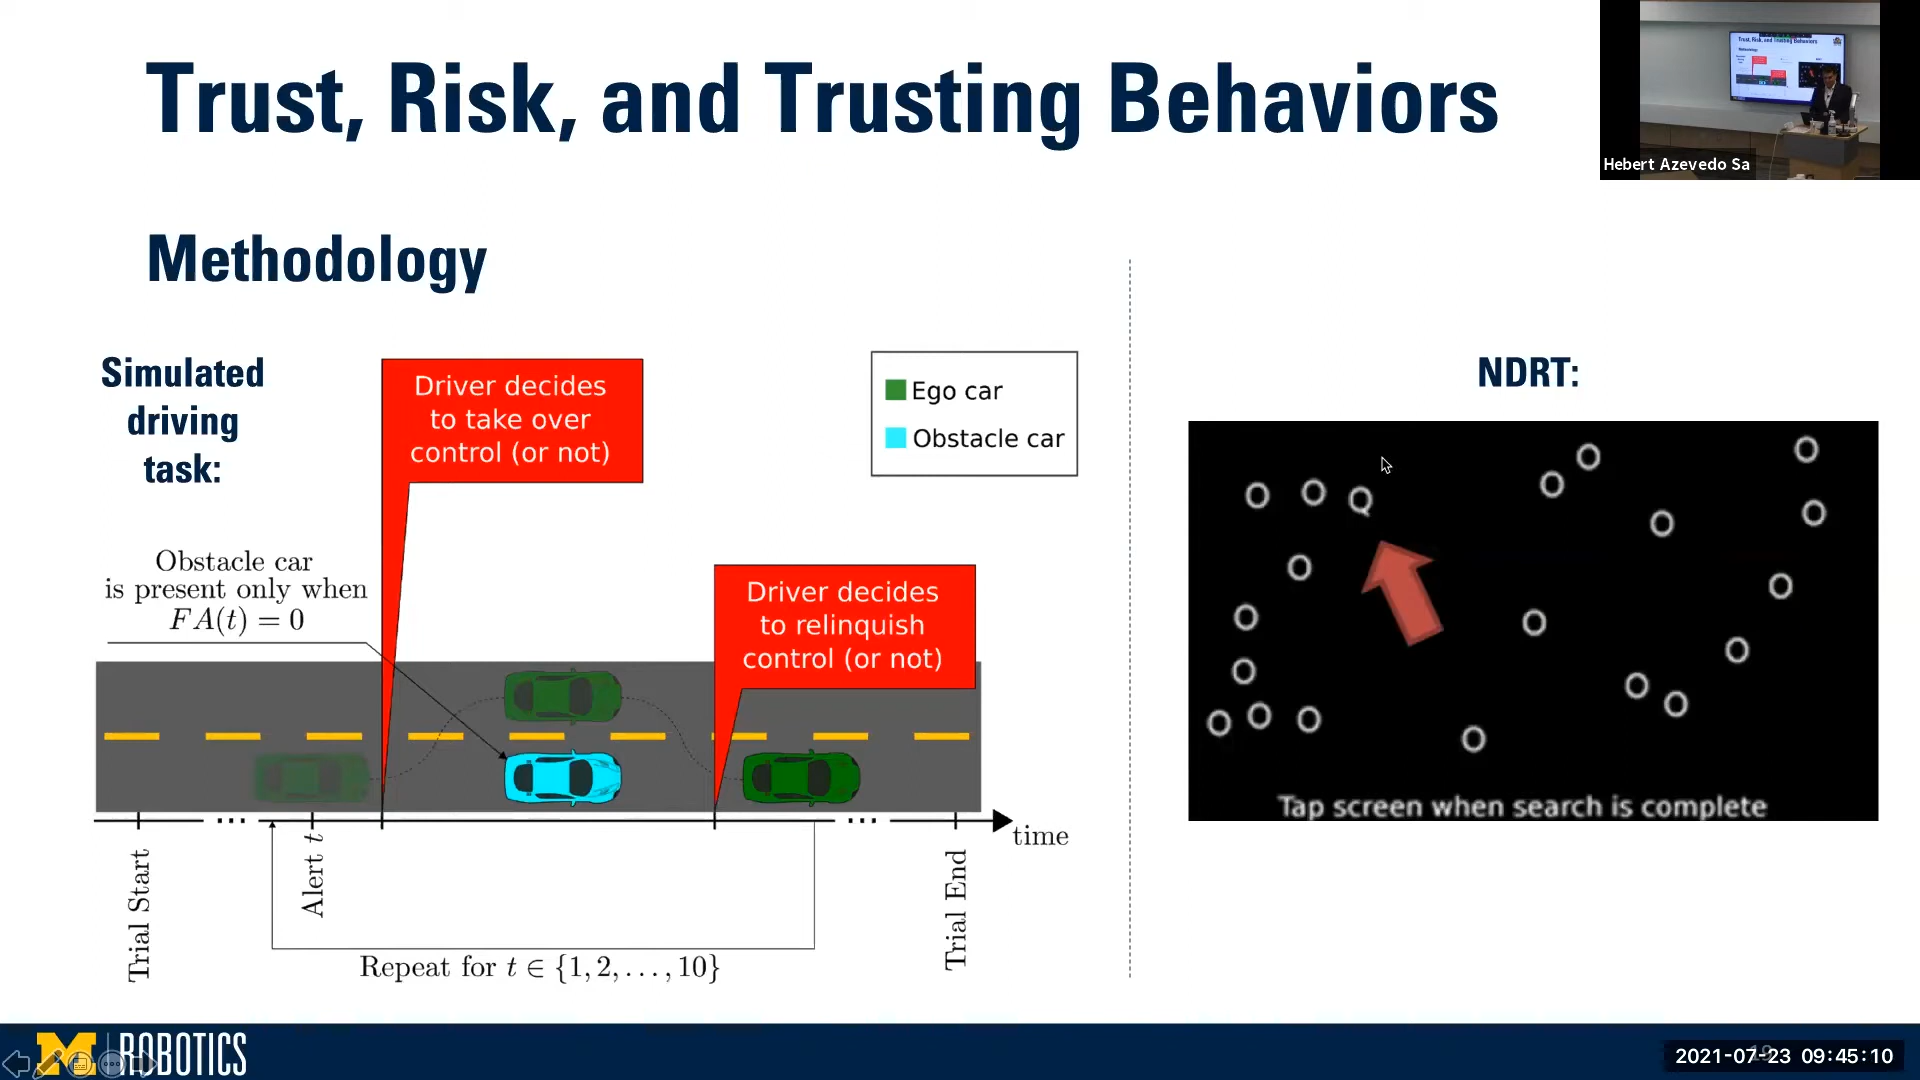 Trust, Risk, and Trusting Behaviors
Hebert Azevedo Sa
Methodology
Simulated
driving
task:
Driver decides
to take over
control (or not)
Ego car
Obstacle car
Obstacle car
is present only when
FA(t) = 0
Driver decides
to relinquish
control (or not)
time
Trial Start
Alert t
Trial End
Repeat for t ∈ {1, 2, . . . , 10}
NDRT:
O O Q O O O
O O O
O O
O O
O O
O O O O O
O
Tap screen when search is complete
M ROBOTICS
2021-07-23 09:45:10